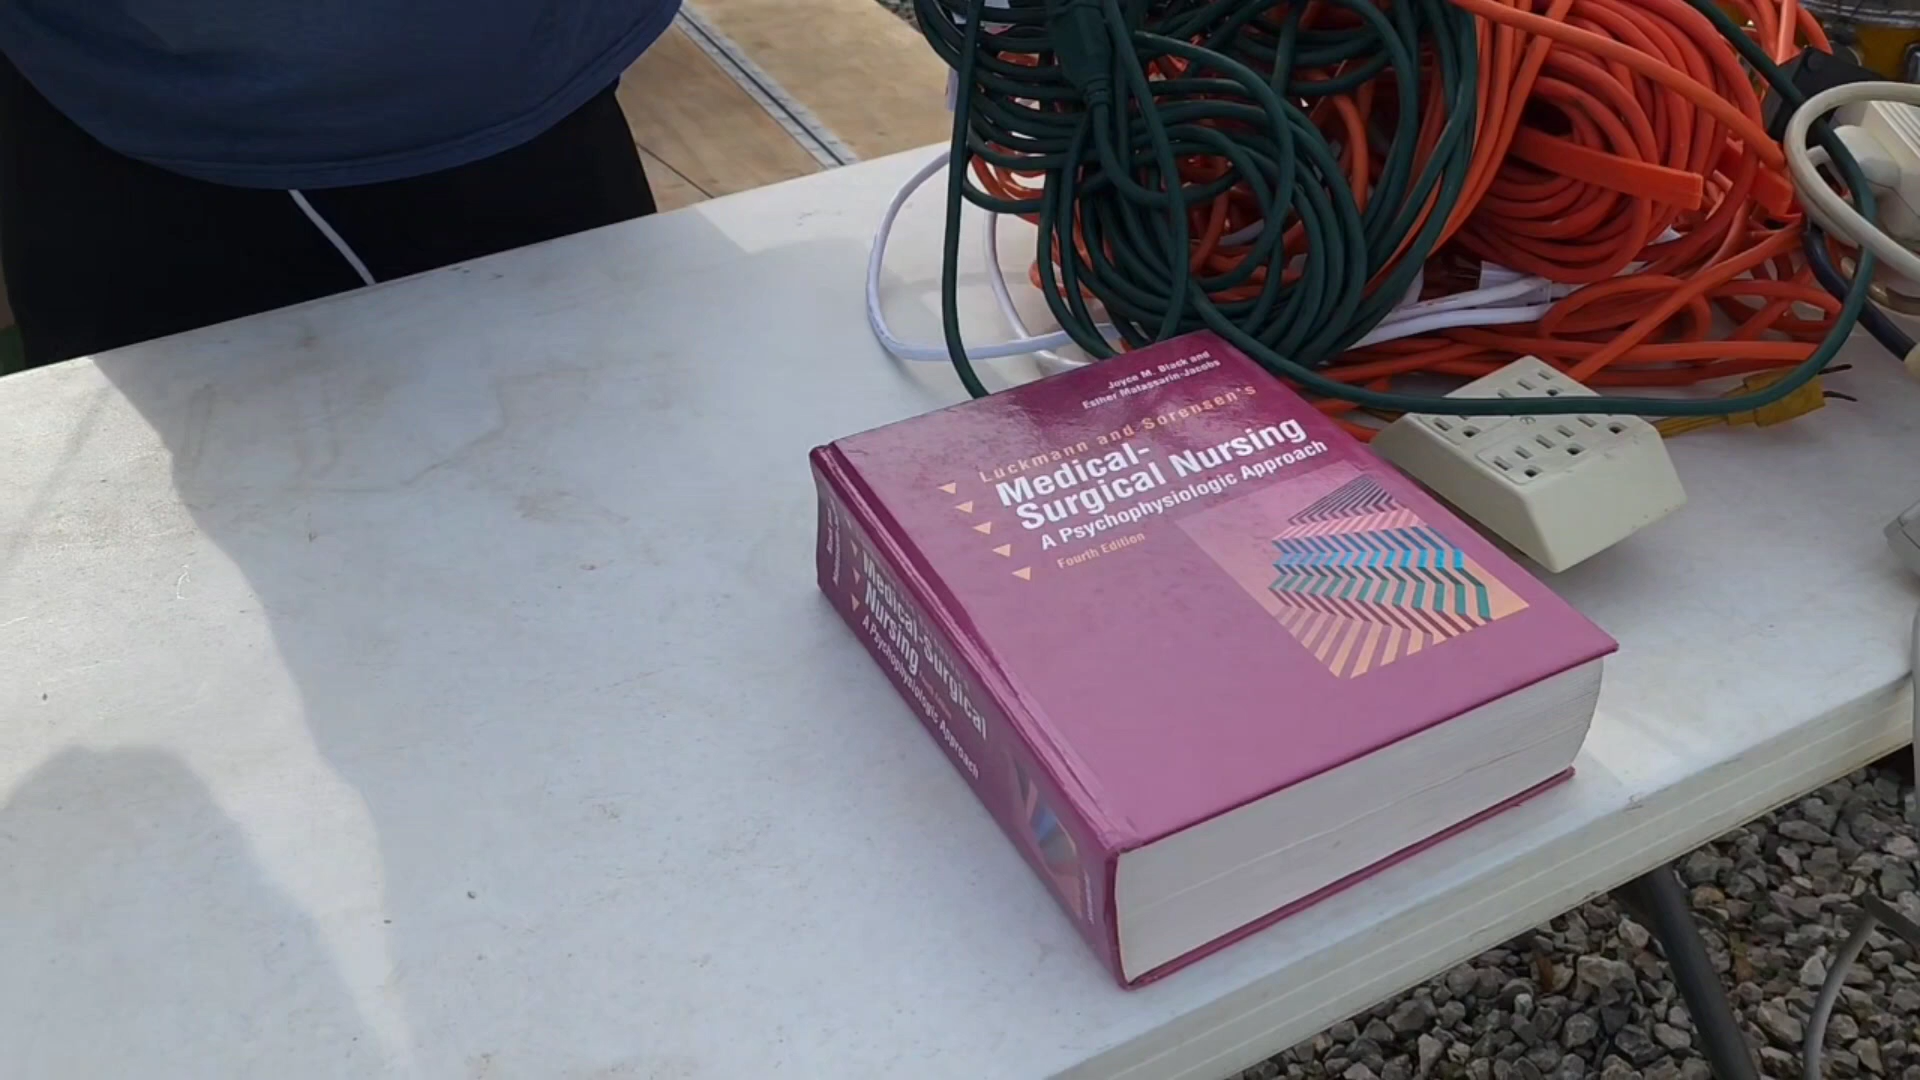 Joyce M. Black and
Esther Matassarin-Jacobs
Luckmann and Sorensen's
Medical-
Surgical Nursing
A Psychophysiologic Approach
Fourth Edition
Medical-Surgical
Nursing
A Psychophysiologic Approach